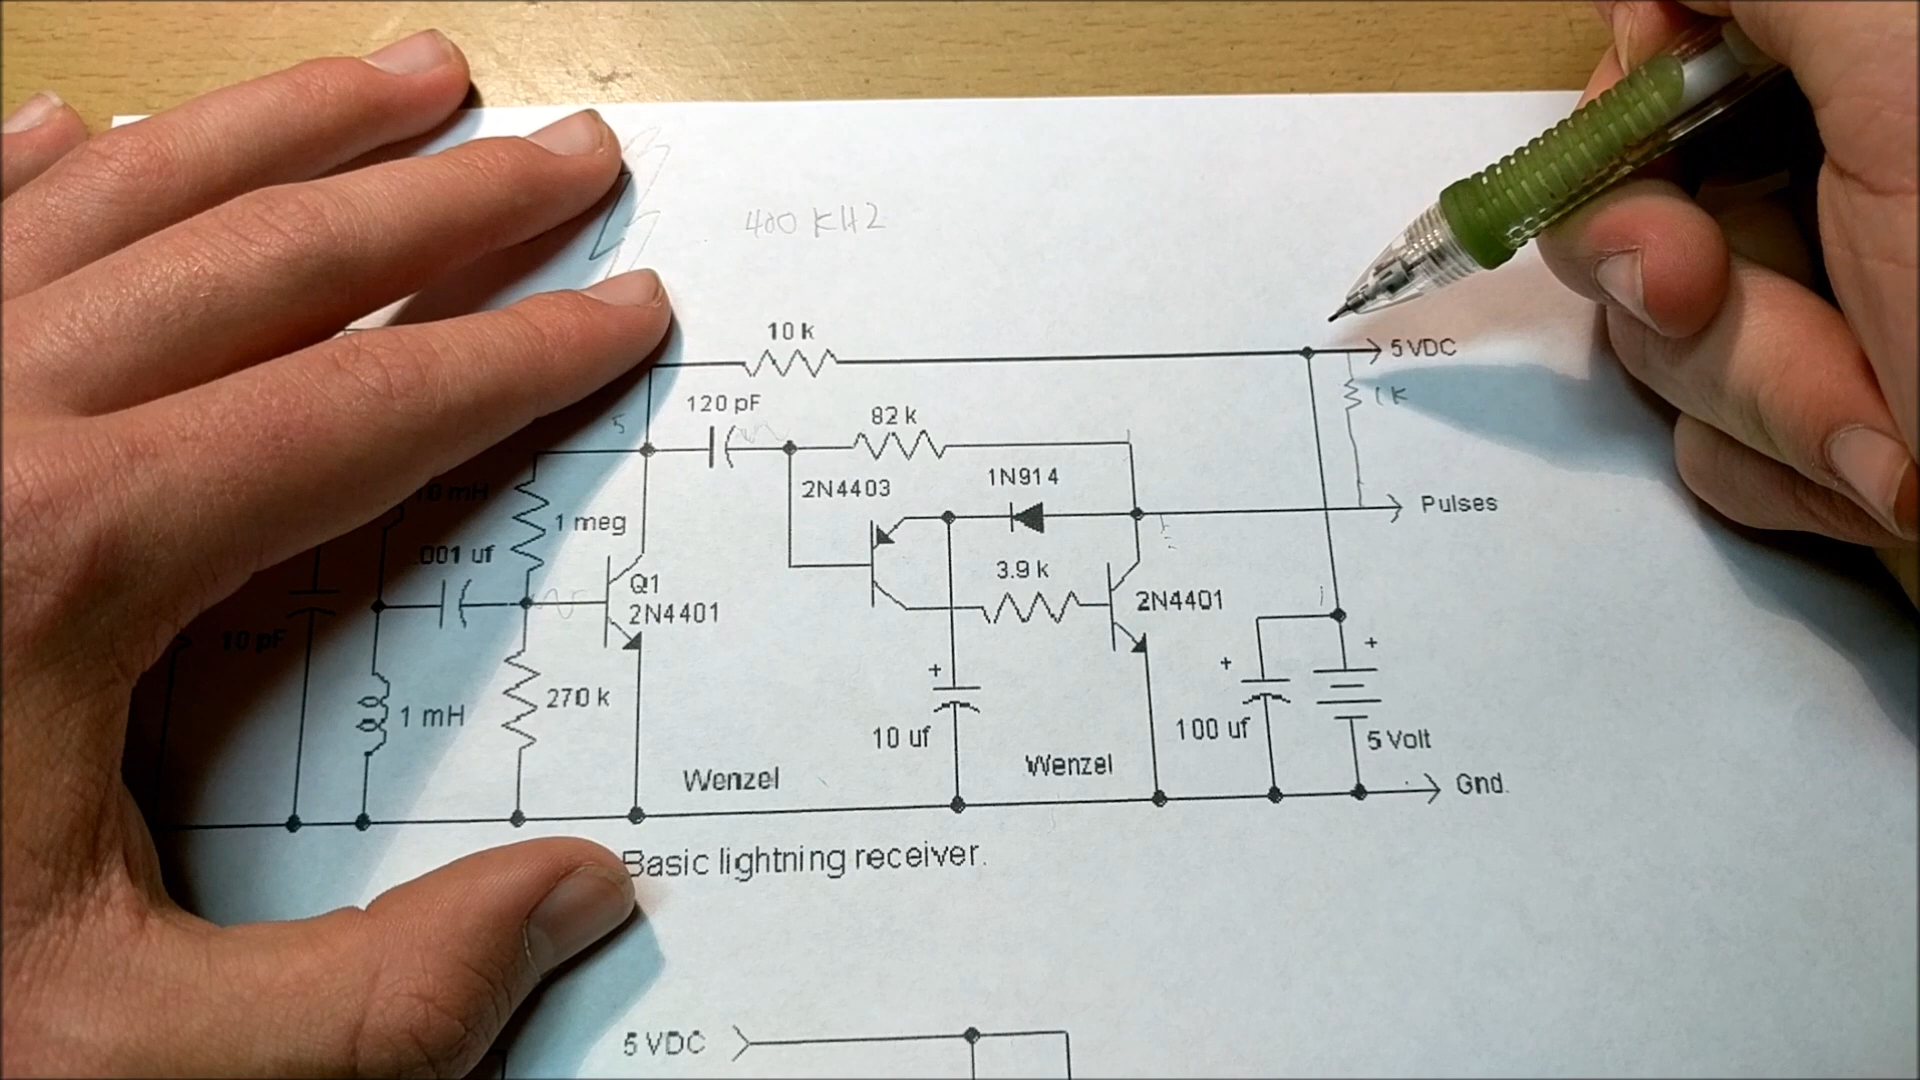 400 KHZ
10 k
5 VDC
1K
120 pF
5
82 k
10 mH
2N4403
1N914
Pulses
1 meg
.001 uf
3.9 k
Q1
2N4401
2N4401
10 pF
270 k
1 mH
10 uf
100 uf
5 Volt
+
+
+
Wenzel
Wenzel
Gnd.
Basic lightning receiver.
5 VDC